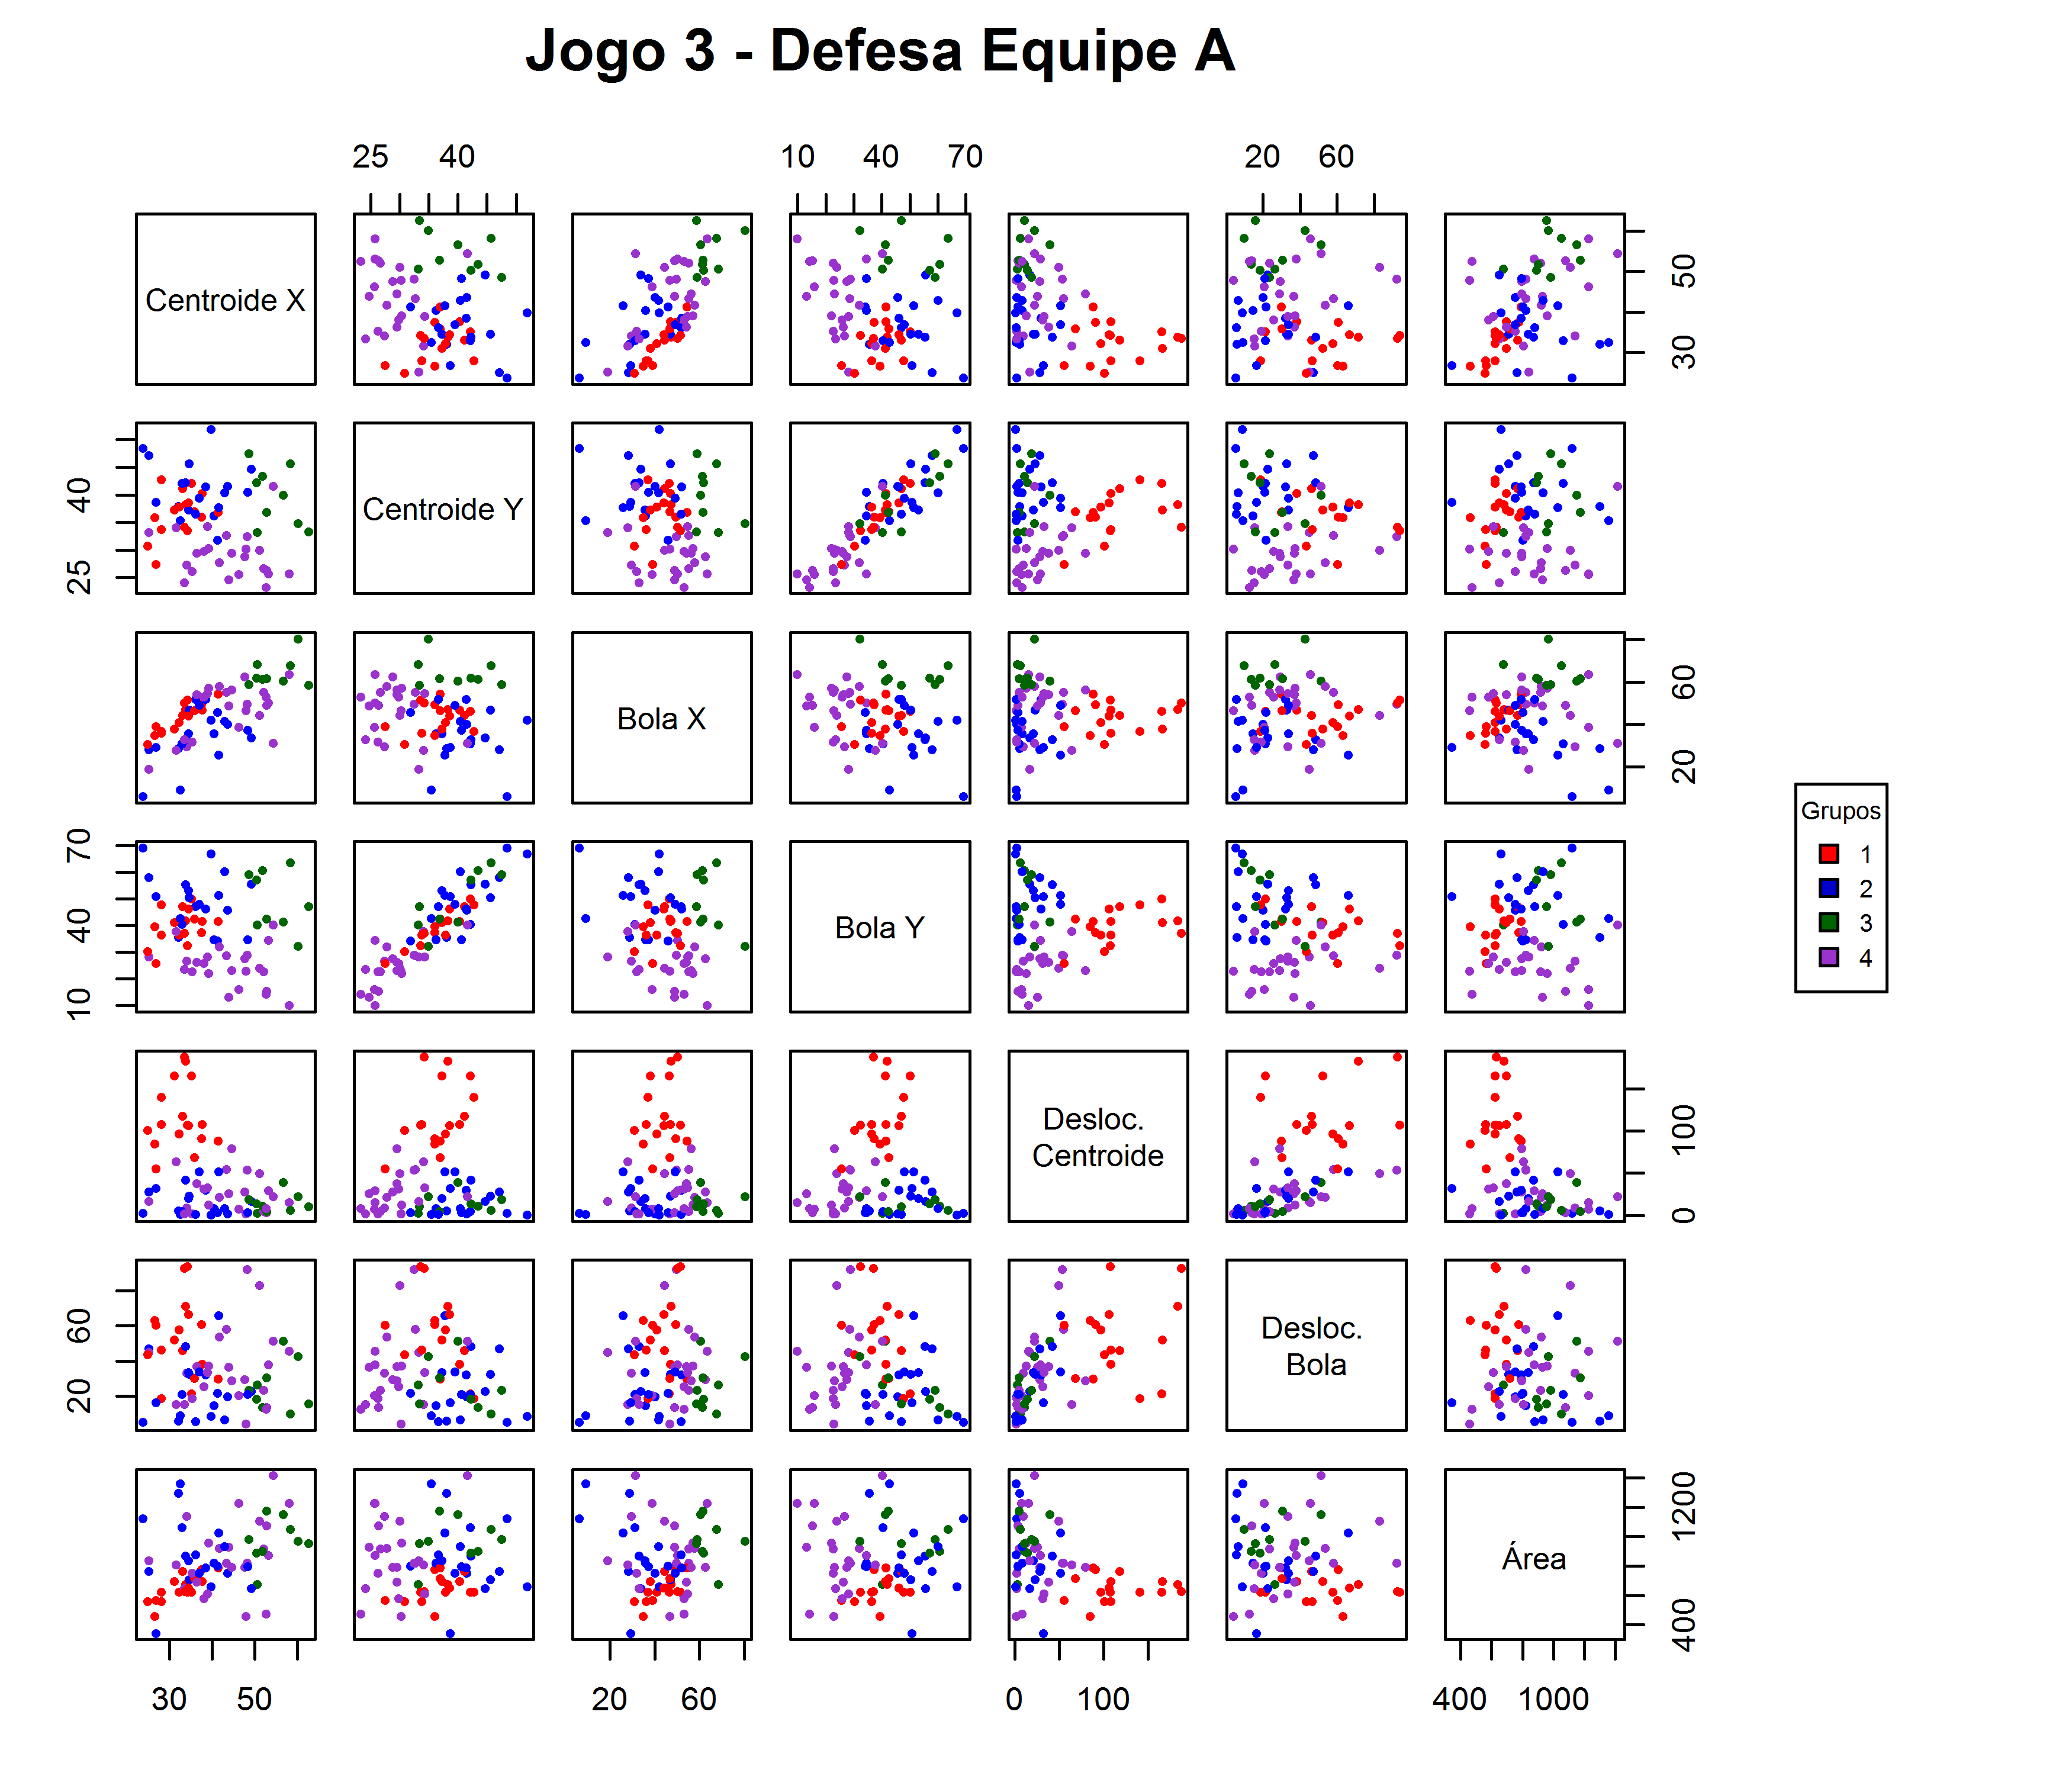 Jogo 3 - Defesa Equipe A
25 40 10 40 70 20 60
Centroide X
30 50
25 40
Centroide Y
Bola X
20 60
10 40 70
Bola Y
Desloc.
Centroide
0 100
20 60
Desloc.
Bola
Área
400 1200
30 50 20 60 0 100 400 1000
Grupos
1
2
3
4